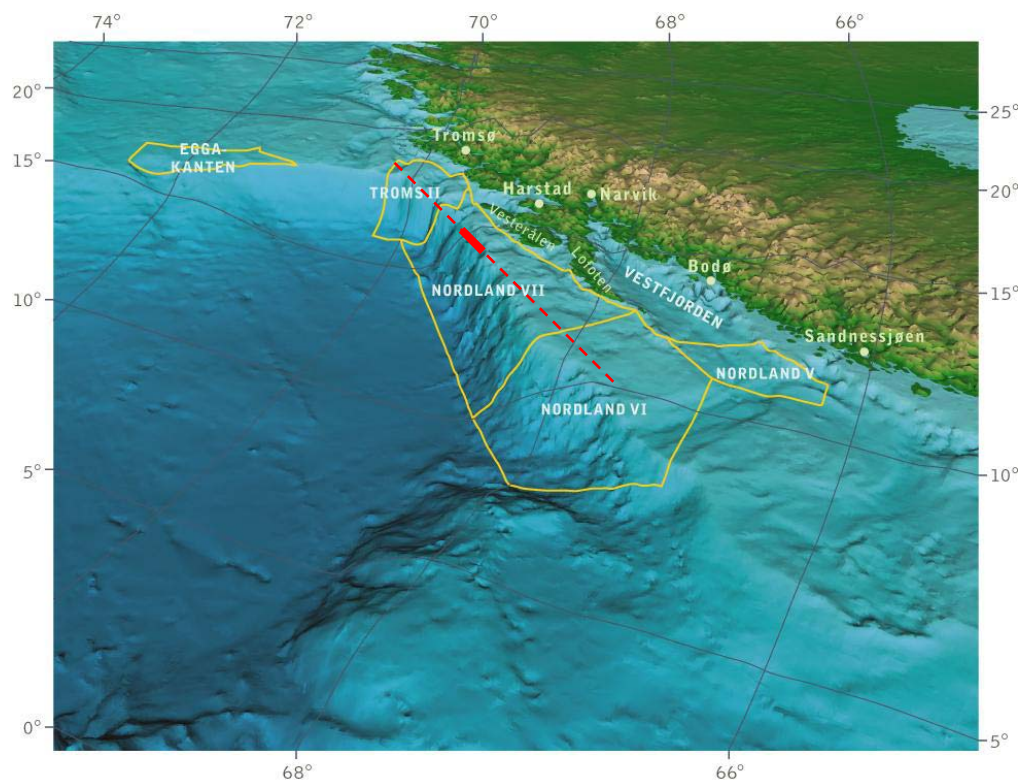 74°
72°
70°
68°
66°
20°
25°
Tromsø
15°
EGGA-
KANTEN
TROMS II
Harstad
Narvik
20°
Vesterålen
Lofoten
VESTFJORDEN
Bodø
10°
NORDLAND VII
15°
Sandnessjøen
NORDLAND V
NORDLAND VI
5°
10°
0°
5°
68°
66°